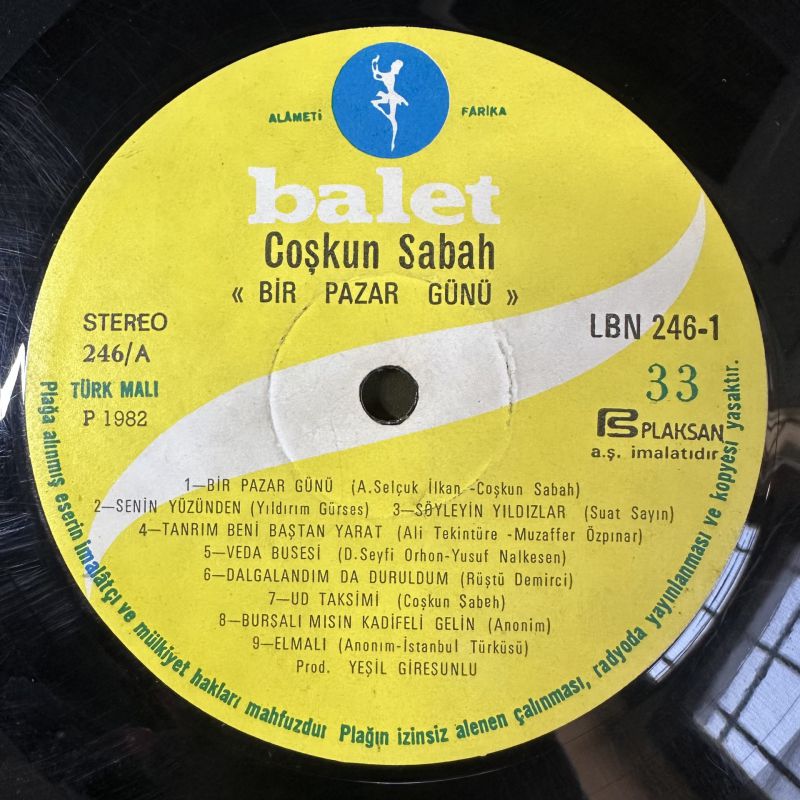 ALÂMETİ FARİKA
balet
Coşkun Sabah
« BİR PAZAR GÜNÜ »
STEREO
246/A
TÜRK MALI
P 1982
LBN 246-1
33
PLAKSAN
a.ş. imalatıdır
1—BİR PAZAR GÜNÜ (A.Selçuk İlkan -Coşkun Sabah)
2—SENİN YÜZÜNDEN (Yıldırım Gürses) 3—SÖYLEYİN YILDIZLAR (Suat Sayın)
4—TANRIM BENİ BAŞTAN YARAT (Ali Tekintüre -Muzaffer Özpınar)
5—VEDA BUSESİ (D.Seyfi Orhon-Yusuf Nalkesen)
6—DALGALANDIM DA DURULDUM (Rüştü Demirci)
7—UD TAKSİMİ (Coşkun Sabeh)
8—BURŞALI MISIN KADİFELİ GELİN (Anonim)
9—ELMALI (Anonım-İstanbul Türküsü)
Prod. YEŞİL GİRESUNLU
Plağa alınmış eserin imalâtçı ve mülkiyet hakları mahfuzdur Plağın izinsiz alenen çalınması, radyoda yayınlanması ve kopyesi yasaktır.